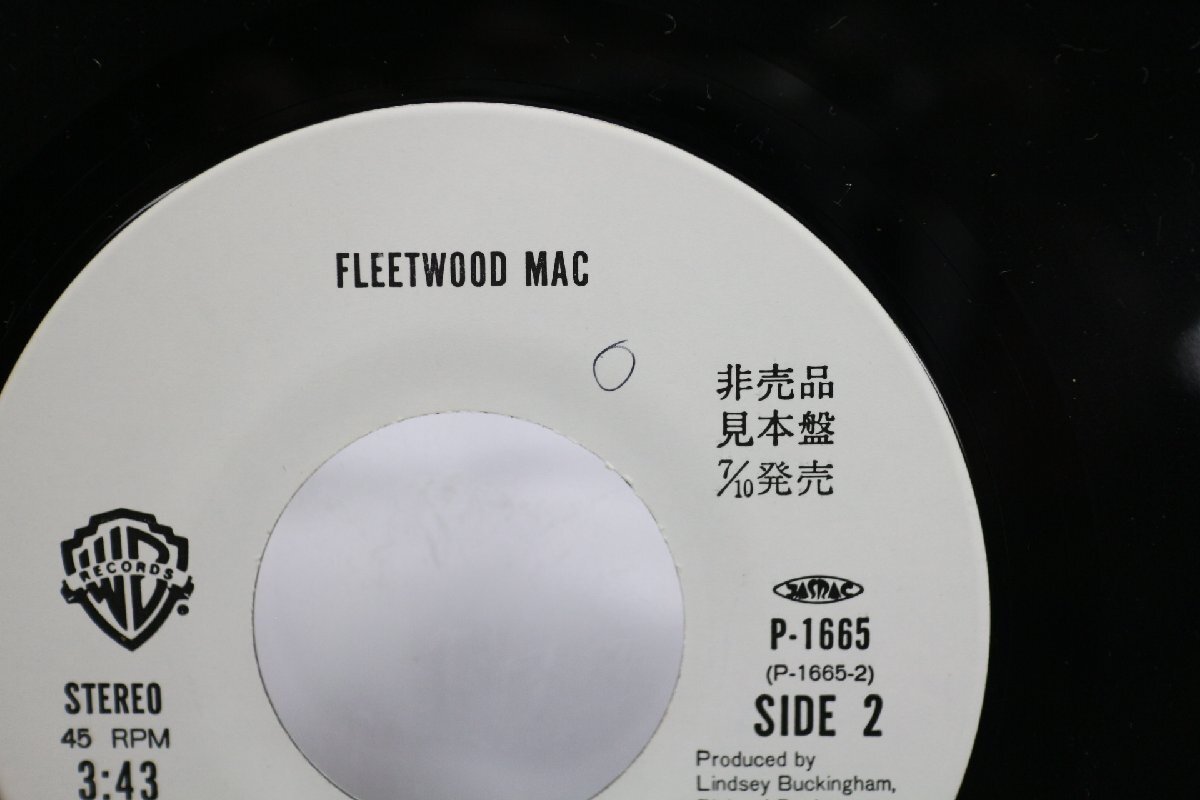 FLEETWOOD MAC
非売品
見本盤
7/10発売
WB
RECORDS
JASRAC
P-1665
(P-1665-2)
SIDE 2
STEREO
45 RPM
3:43
Produced by
Lindsey Buckingham,